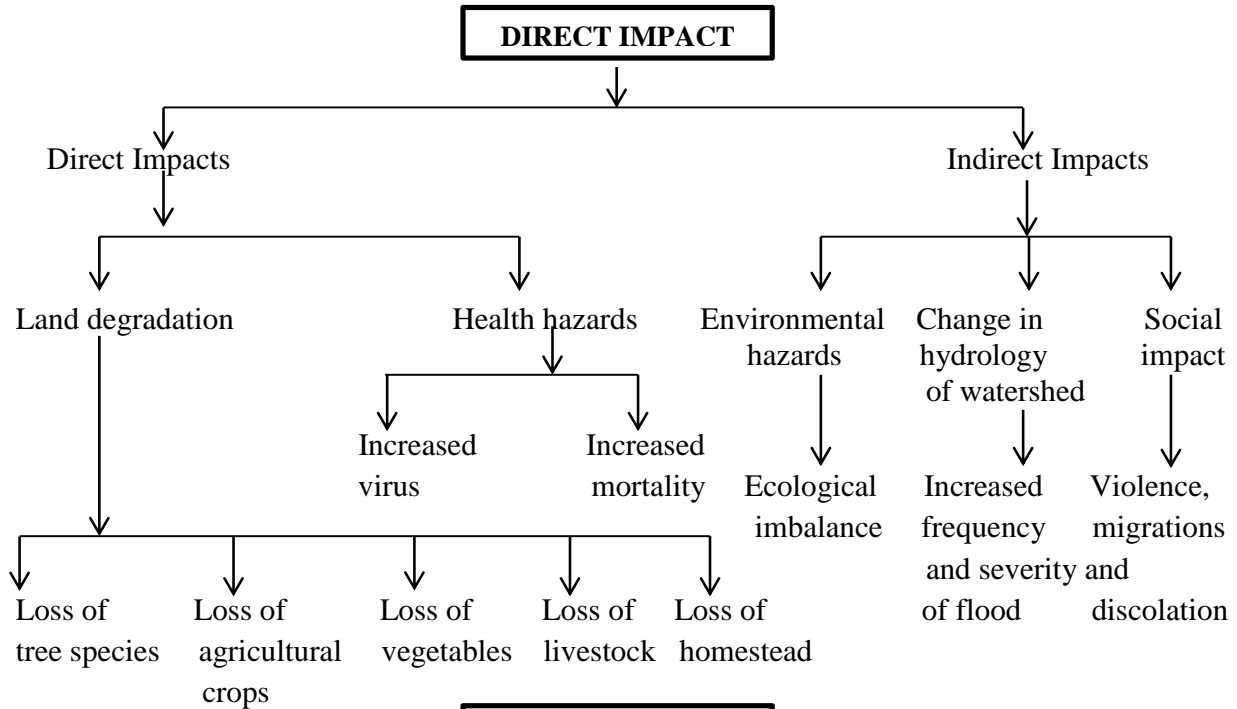 DIRECT IMPACT
Direct Impacts
Indirect Impacts
Land degradation
Health hazards
Environmental
hazards
Change in
hydrology
of watershed
Social
impact
Increased
virus
Increased
mortality
Ecological
imbalance
Increased
frequency
and severity
of flood
Violence,
migrations
and
discolation
Loss of
tree species
Loss of
agricultural
crops
Loss of
vegetables
Loss of
livestock
Loss of
homestead